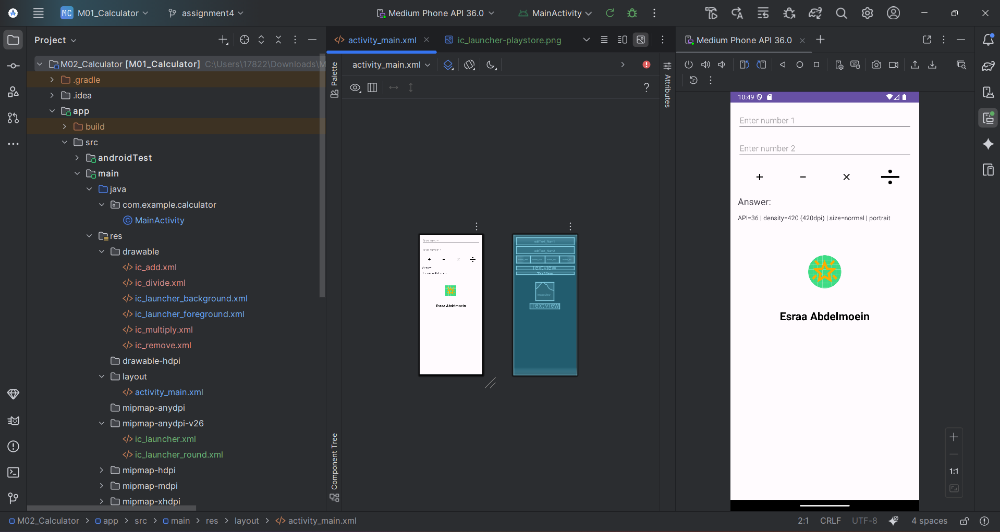 MC M01_Calculator
assignment4
Medium Phone API 36.0
MainActivity
Project
M02_Calculator [M01_Calculator] C:\Users\17822\Downloads\M
.gradle
.idea
app
build
src
androidTest
main
java
com.example.calculator
MainActivity
res
drawable
ic_add.xml
ic_divide.xml
ic_launcher_background.xml
ic_launcher_foreground.xml
ic_multiply.xml
ic_remove.xml
drawable-hdpi
layout
activity_main.xml
mipmap-anydpi
mipmap-anydpi-v26
ic_launcher.xml
ic_launcher_round.xml
mipmap-hdpi
mipmap-mdpi
mipmap-xhdpi
activity_main.xml
ic_launcher-playstore.png
Palette
activity_main.xml
Attributes
Component Tree
Esraa Abdelmoein
editText_Num1
editText_Num2
TextView
TextView
ImageView
TextView
Medium Phone API 36.0
10:49
Enter number 1
Enter number 2
+ − × ÷
Answer:
API=36 | density=420 (420dpi) | size=normal | portrait
Esraa Abdelmoein
1:1
M02_Calculator > app > src > main > res > layout > activity_main.xml
2:1 CRLF UTF-8 4 spaces